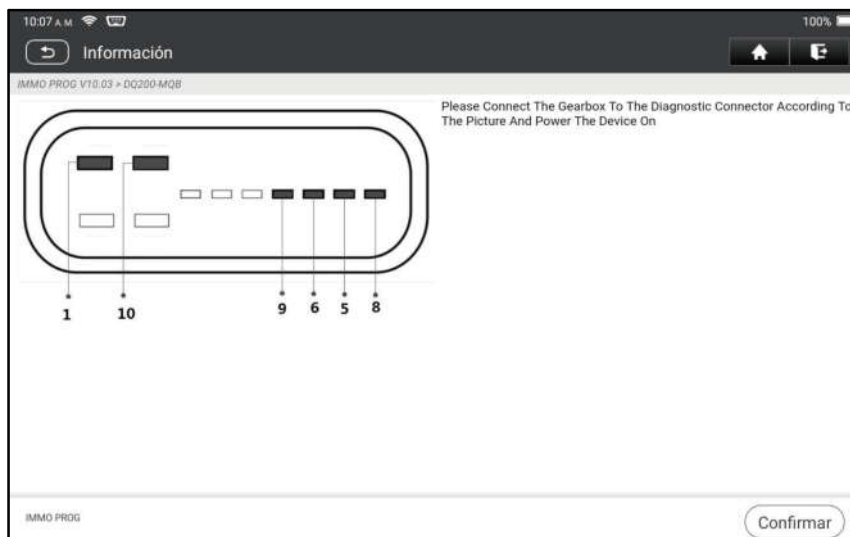 10:07 A.M
100%
Información
IMMO PROG V10.03 > DQ200-MQB
Please Connect The Gearbox To The Diagnostic Connector According To
The Picture And Power The Device On
* * * * * *
1 10 9 6 5 8
IMMO PROG
Confirmar